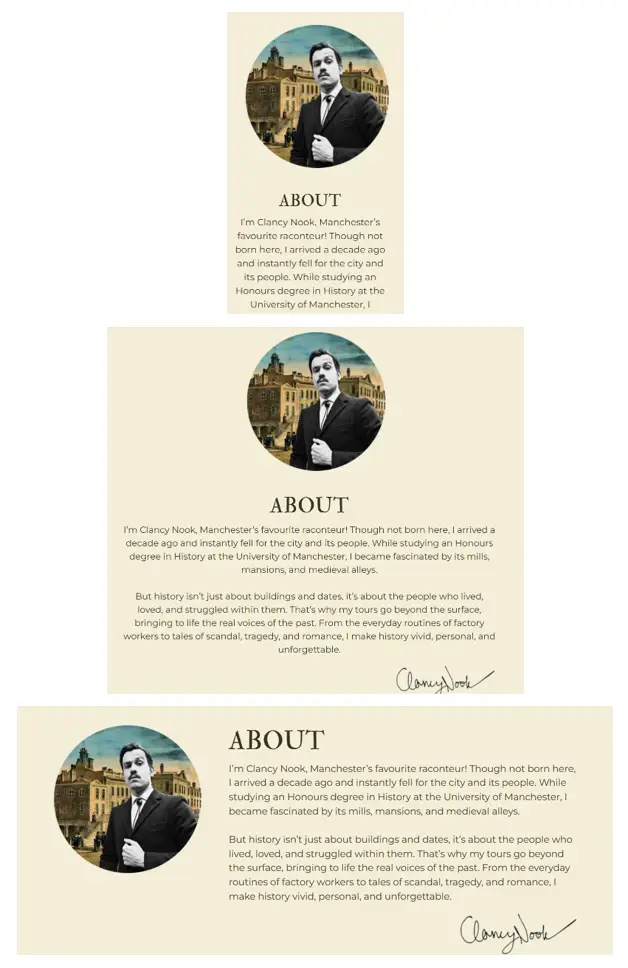 ABOUT
I'm Clancy Nook, Manchester's
favourite raconteur! Though not
born here, I arrived a decade ago
and instantly fell for the city and
its people. While studying an
Honours degree in History at the
University of Manchester, I
ABOUT
I'm Clancy Nook, Manchester's favourite raconteur! Though not born here, I arrived a
decade ago and instantly fell for the city and its people. While studying an Honours
degree in History at the University of Manchester, I became fascinated by its mills,
mansions, and medieval alleys.
But history isn't just about buildings and dates, it's about the people who lived,
loved, and struggled within them. That's why my tours go beyond the surface,
bringing to life the real voices of the past. From the everyday routines of factory
workers to tales of scandal, tragedy, and romance, I make history vivid, personal, and
unforgettable.
Clancy Nook
ABOUT
I'm Clancy Nook, Manchester's favourite raconteur! Though not born here,
I arrived a decade ago and instantly fell for the city and its people. While
studying an Honours degree in History at the University of Manchester, I
became fascinated by its mills, mansions, and medieval alleys.
But history isn't just about buildings and dates, it's about the people who
lived, loved, and struggled within them. That's why my tours go beyond
the surface, bringing to life the real voices of the past. From the everyday
routines of factory workers to tales of scandal, tragedy, and romance, I
make history vivid, personal, and unforgettable.
Clancy Nook